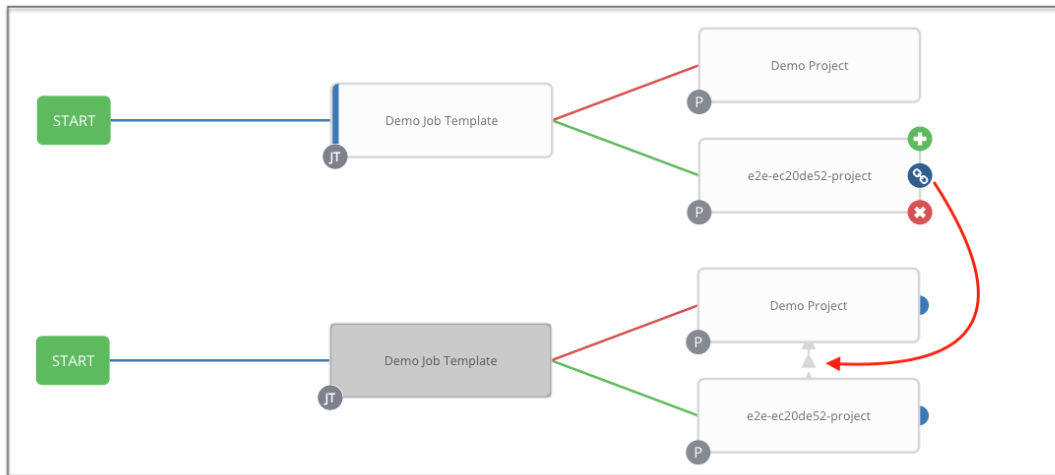 Demo Project
START
Demo Job Template
P
JT
e2e-ec20de52-project
P
Demo Project
START
Demo Job Template
P
JT
e2e-ec20de52-project
P